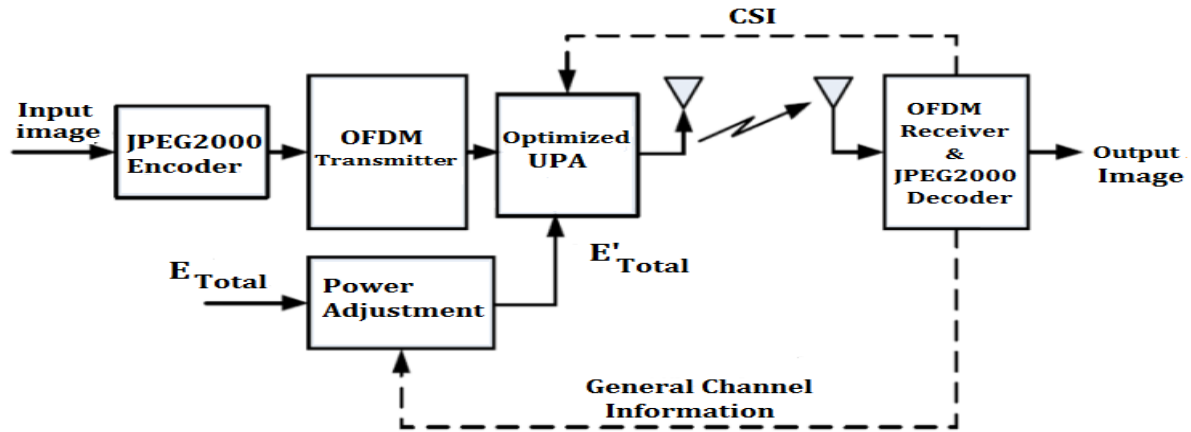 CSI
Input
image
JPEG2000
Encoder
OFDM
Transmitter
Optimized
UPA
OFDM
Receiver
&
JPEG2000
Decoder
Output
Image
E Total
Power
Adjustment
E' Total
General Channel
Information